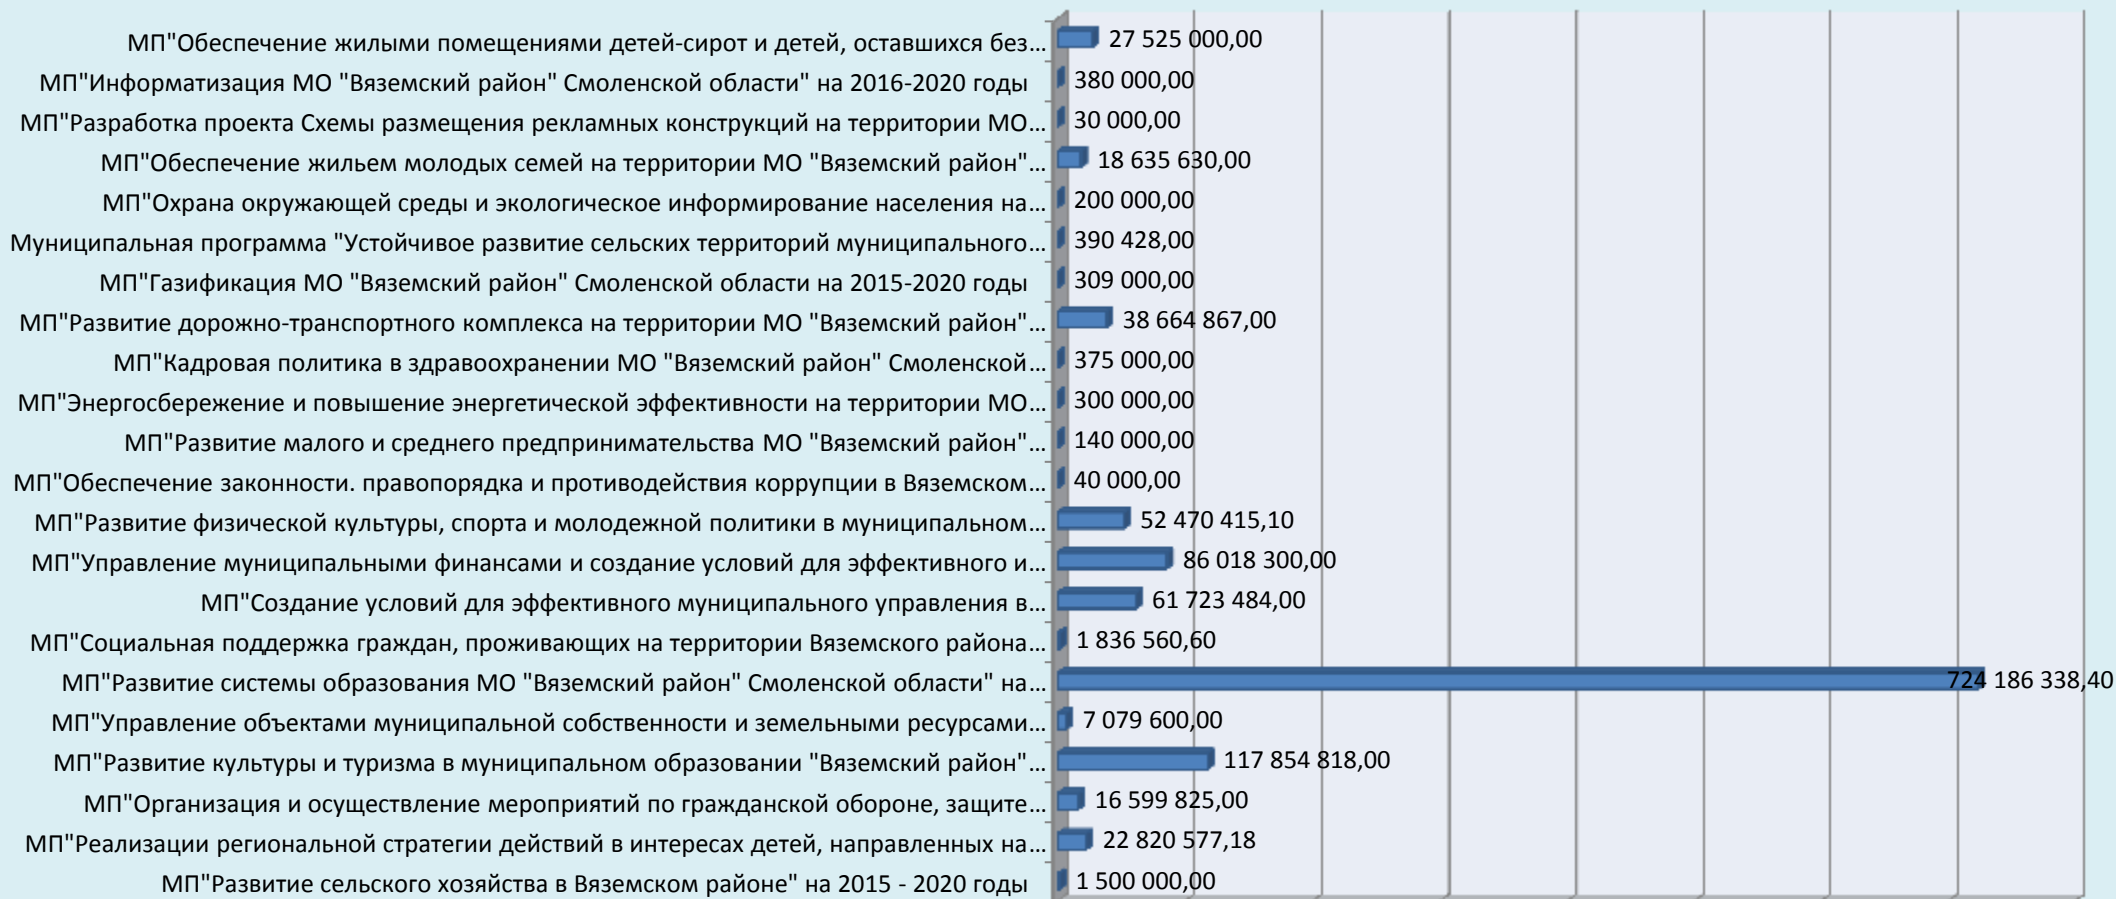 МП"Обеспечение жилыми помещениями детей-сирот и детей, оставшихся без... 27 525 000,00
МП"Информатизация МО "Вяземский район" Смоленской области" на 2016-2020 годы 380 000,00
МП"Разработка проекта Схемы размещения рекламных конструкций на территории МО... 30 000,00
МП"Обеспечение жильем молодых семей на территории МО "Вяземский район"... 18 635 630,00
МП"Охрана окружающей среды и экологическое информирование населения на... 200 000,00
Муниципальная программа "Устойчивое развитие сельских территорий муниципального... 390 428,00
МП"Газификация МО "Вяземский район" Смоленской области на 2015-2020 годы 309 000,00
МП"Развитие дорожно-транспортного комплекса на территории МО "Вяземский район"... 38 664 867,00
МП"Кадровая политика в здравоохранении МО "Вяземский район" Смоленской... 375 000,00
МП"Энергосбережение и повышение энергетической эффективности на территории МО... 300 000,00
МП"Развитие малого и среднего предпринимательства МО "Вяземский район"... 140 000,00
МП"Обеспечение законности. правопорядка и противодействия коррупции в Вяземском... 40 000,00
МП"Развитие физической культуры, спорта и молодежной политики в муниципальном... 52 470 415,10
МП"Управление муниципальными финансами и создание условий для эффективного и... 86 018 300,00
МП"Создание условий для эффективного муниципального управления в... 61 723 484,00
МП"Социальная поддержка граждан, проживающих на территории Вяземского района... 1 836 560,60
МП"Развитие системы образования МО "Вяземский район" Смоленской области" на... 724 186 338,40
МП"Управление объектами муниципальной собственности и земельными ресурсами... 7 079 600,00
МП"Развитие культуры и туризма в муниципальном образовании "Вяземский район"... 117 854 818,00
МП"Организация и осуществление мероприятий по гражданской обороне, защите... 16 599 825,00
МП"Реализации региональной стратегии действий в интересах детей, направленных на... 22 820 577,18
МП"Развитие сельского хозяйства в Вяземском районе" на 2015 - 2020 годы 1 500 000,00